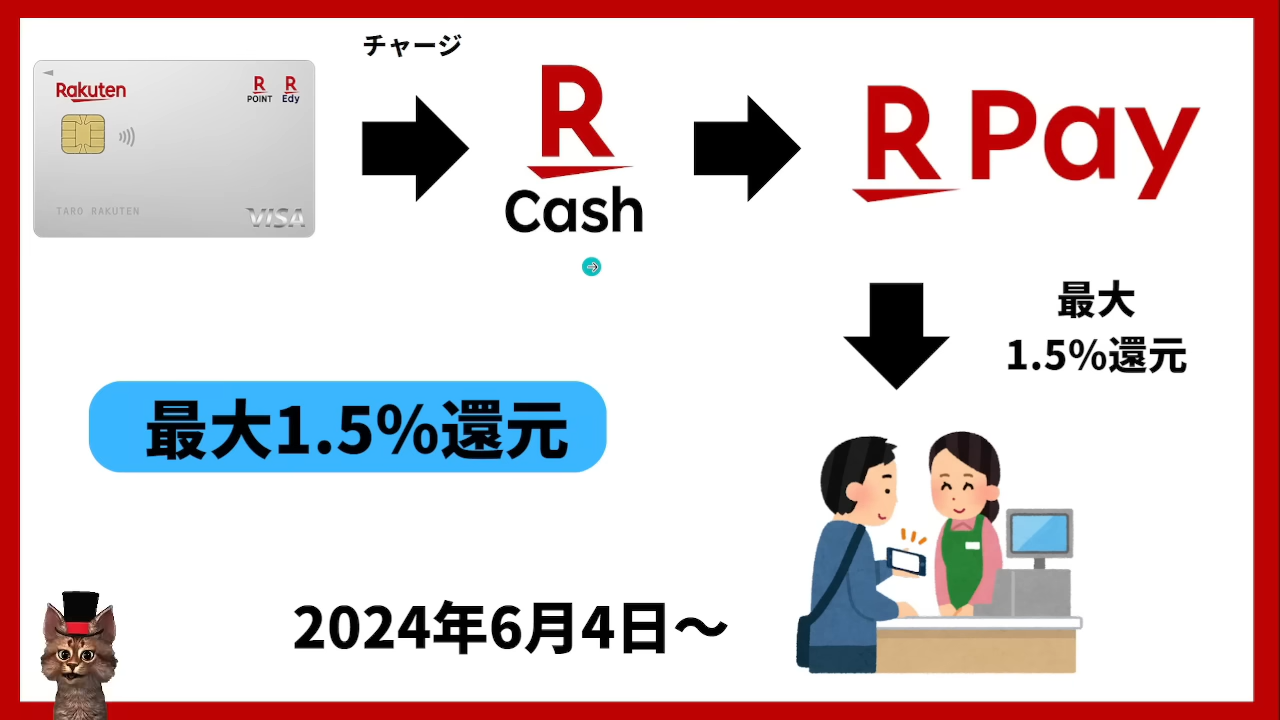 チャージ
Rakuten
R
POINT
R
Edy
TARO RAKUTEN
VISA
R
Cash
R Pay
最大
1.5%還元
最大1.5%還元
2024年6月4日～